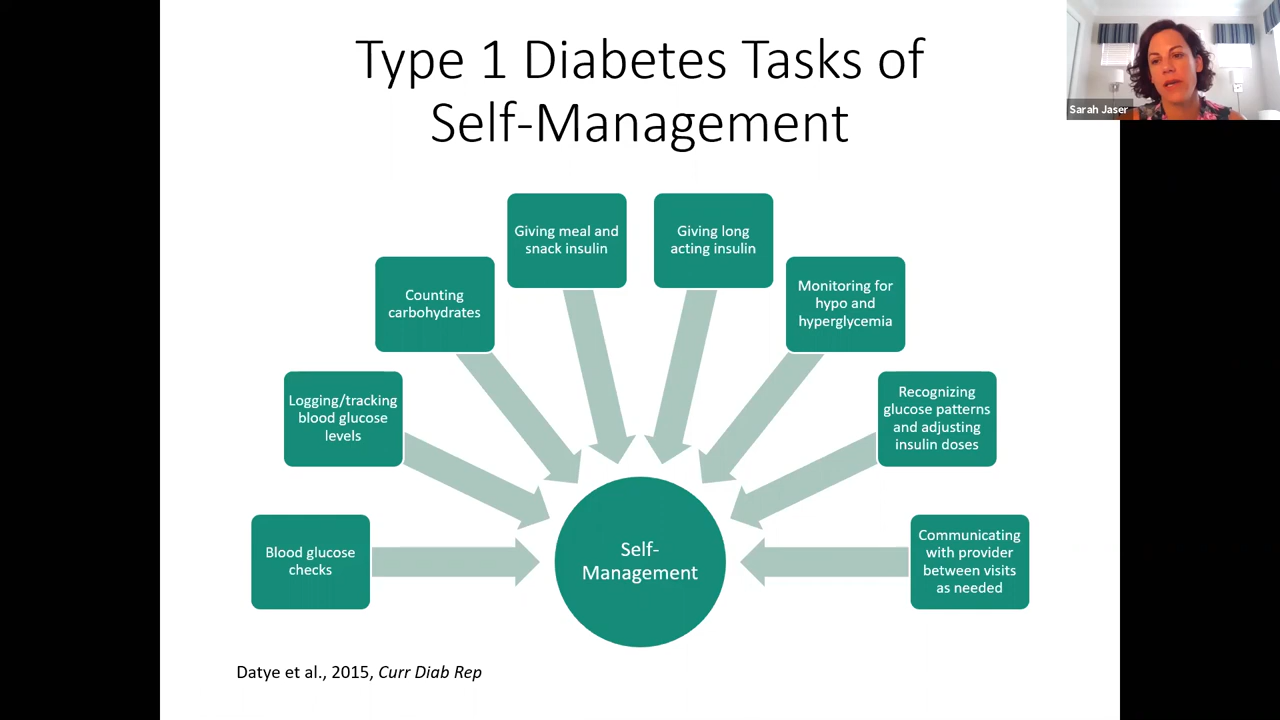 Type 1 Diabetes Tasks of
Self-Management
Sarah Jaser
Giving meal and
snack insulin
Giving long
acting insulin
Counting
carbohydrates
Monitoring for
hypo and
hyperglycemia
Logging/tracking
blood glucose
levels
Recognizing
glucose patterns
and adjusting
insulin doses
Blood glucose
checks
Self-
Management
Communicating
with provider
between visits
as needed
Datye et al., 2015, Curr Diab Rep